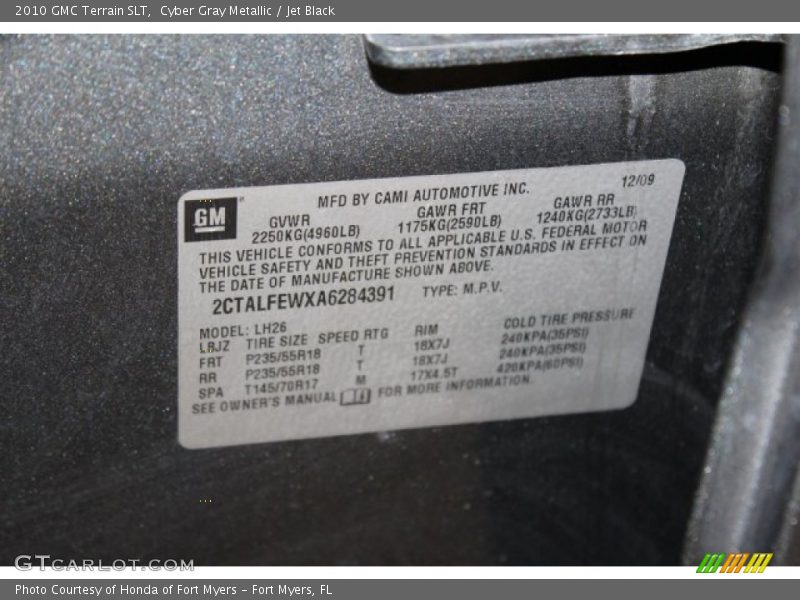 2010 GMC Terrain SLT, Cyber Gray Metallic / Jet Black
GM
MFD BY CAMI AUTOMOTIVE INC. 12/09
GVWR GAWR FRT GAWR RR
2250KG(4960LB) 1175KG(2590LB) 1240KG(2733LB)
THIS VEHICLE CONFORMS TO ALL APPLICABLE U.S. FEDERAL MOTOR
VEHICLE SAFETY AND THEFT PREVENTION STANDARDS IN EFFECT ON
THE DATE OF MANUFACTURE SHOWN ABOVE.
2CTALFEWXA6284391 TYPE: M.P.V.
MODEL: LH26
LRJZ TIRE SIZE SPEED RTG RIM COLD TIRE PRESSURE
FRT P235/55R18 T 18X7J 240KPA(35PSI)
RR P235/55R18 T 18X7J 240KPA(35PSI)
SPA T145/70R17 M 17X4.5T 420KPA(60PSI)
SEE OWNER'S MANUAL FOR MORE INFORMATION.
GTCARLOT.COM
Photo Courtesy of Honda of Fort Myers – Fort Myers, FL